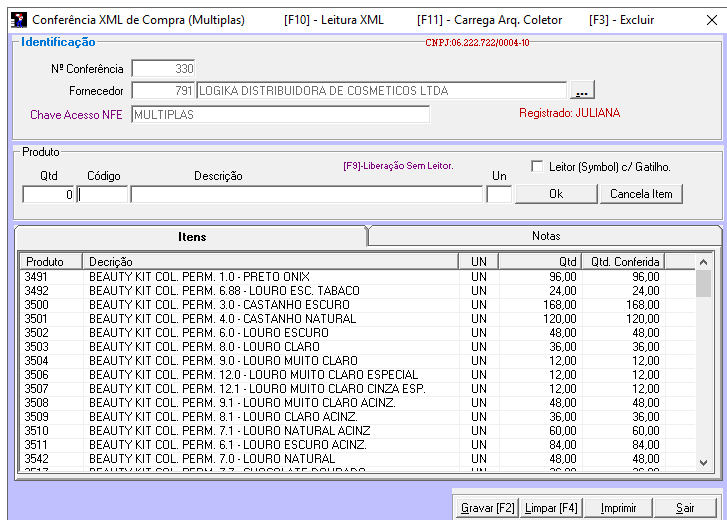 Conferência XML de Compra (Multiplas) [F10] - Leitura XML [F11] - Carrega Arq. Coletor [F3] - Excluir
Identificação CNPJ:06.222.722/0004-10
Nº Conferência 330
Fornecedor 791 LOGIKA DISTRIBUIDORA DE COSMETICOS LTDA ...
Chave Acesso NFE MULTIPLAS Registrado: JULIANA
Produto
[F9]-Liberação Sem Leitor. Leitor (Symbol) c/ Gatilho.
Qtd Código Descrição Un
0 Ok Cancela Item
Itens Notas
Produto Decrição UN Qtd Qtd. Conferida
3491 BEAUTY KIT COL. PERM. 1.0 - PRETO ONIX UN 96,00 96,00
3492 BEAUTY KIT COL. PERM. 6.88 - LOURO ESC. TABACO UN 24,00 24,00
3500 BEAUTY KIT COL. PERM. 3.0 - CASTANHO ESCURO UN 168,00 168,00
3501 BEAUTY KIT COL. PERM. 4.0 - CASTANHO NATURAL UN 120,00 120,00
3502 BEAUTY KIT COL. PERM. 6.0 - LOURO ESCURO UN 48,00 48,00
3503 BEAUTY KIT COL. PERM. 8.0 - LOURO CLARO UN 36,00 36,00
3504 BEAUTY KIT COL. PERM. 9.0 - LOURO MUITO CLARO UN 12,00 12,00
3506 BEAUTY KIT COL. PERM. 12.0 - LOURO MUITO CLARO ESPECIAL UN 12,00 12,00
3507 BEAUTY KIT COL. PERM. 12.1 - LOURO MUITO CLARO CINZA ESP. UN 12,00 12,00
3508 BEAUTY KIT COL. PERM. 9.1 - LOURO MUITO CLARO ACINZ. UN 48,00 48,00
3509 BEAUTY KIT COL. PERM. 8.1 - LOURO CLARO ACINZ. UN 36,00 36,00
3510 BEAUTY KIT COL. PERM. 7.1 - LOURO NATURAL ACINZ UN 60,00 60,00
3511 BEAUTY KIT COL. PERM. 6.1 - LOURO ESCURO ACINZ. UN 84,00 84,00
3542 BEAUTY KIT COL. PERM. 7.0 - LOURO NATURAL UN 48,00 48,00
3517 BEAUTY KIT COL. PERM. 7.7 - CHOCOLATE DOURADO UN 36,00 36,00
Gravar [F2] Limpar [F4] Imprimir Sair